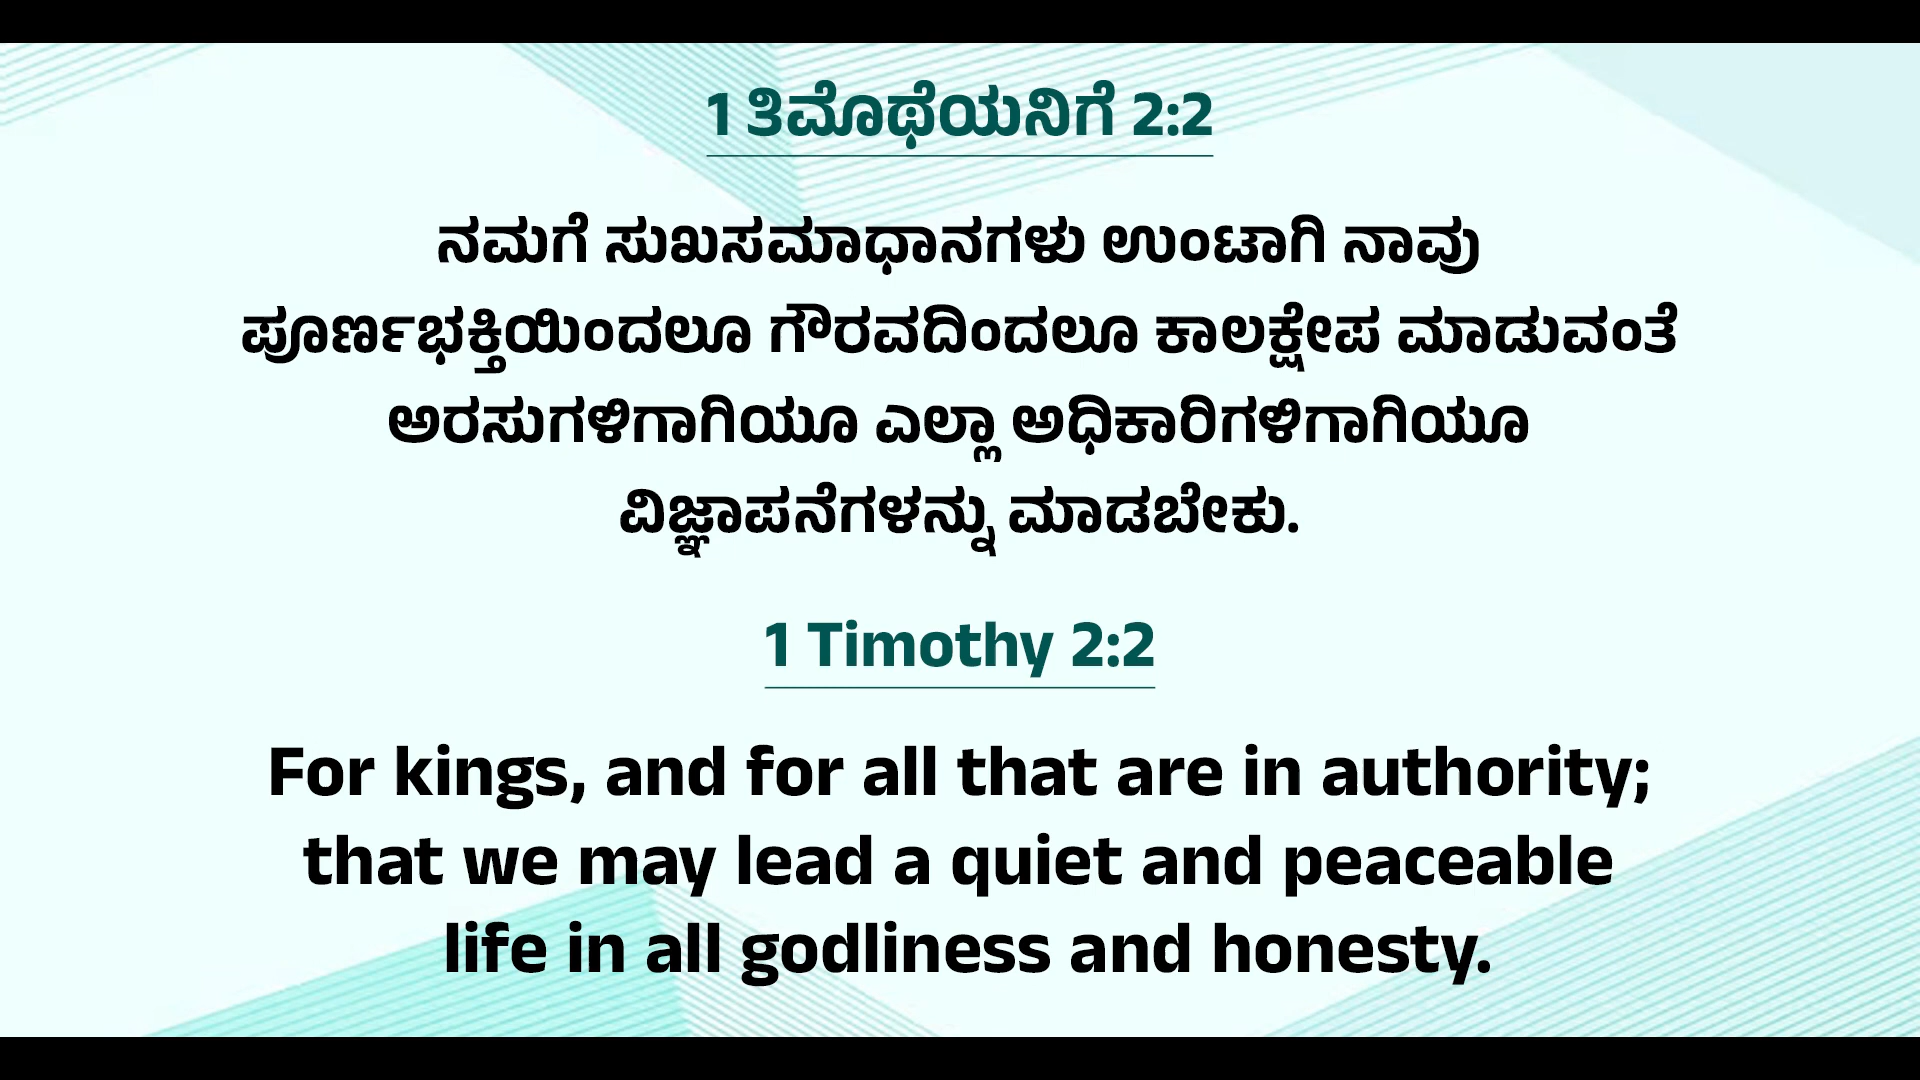 1 ತಿಮೊಥೆಯನಿಗೆ 2:2
ನಮಗೆ ಸುಖಸಮಾಧಾನಗಳು ಉಂಟಾಗಿ ನಾವು
ಪೂರ್ಣಭಕ್ತಿಯಿಂದಲೂ ಗೌರವದಿಂದಲೂ ಕಾಲಕ್ಷೇಪ ಮಾಡುವಂತೆ
ಅರಸುಗಳಿಗಾಗಿಯೂ ಎಲ್ಲಾ ಅಧಿಕಾರಿಗಳಿಗಾಗಿಯೂ
ವಿಜ್ಞಾಪನೆಗಳನ್ನು ಮಾಡಬೇಕು.
1 Timothy 2:2
For kings, and for all that are in authority;
that we may lead a quiet and peaceable
life in all godliness and honesty.